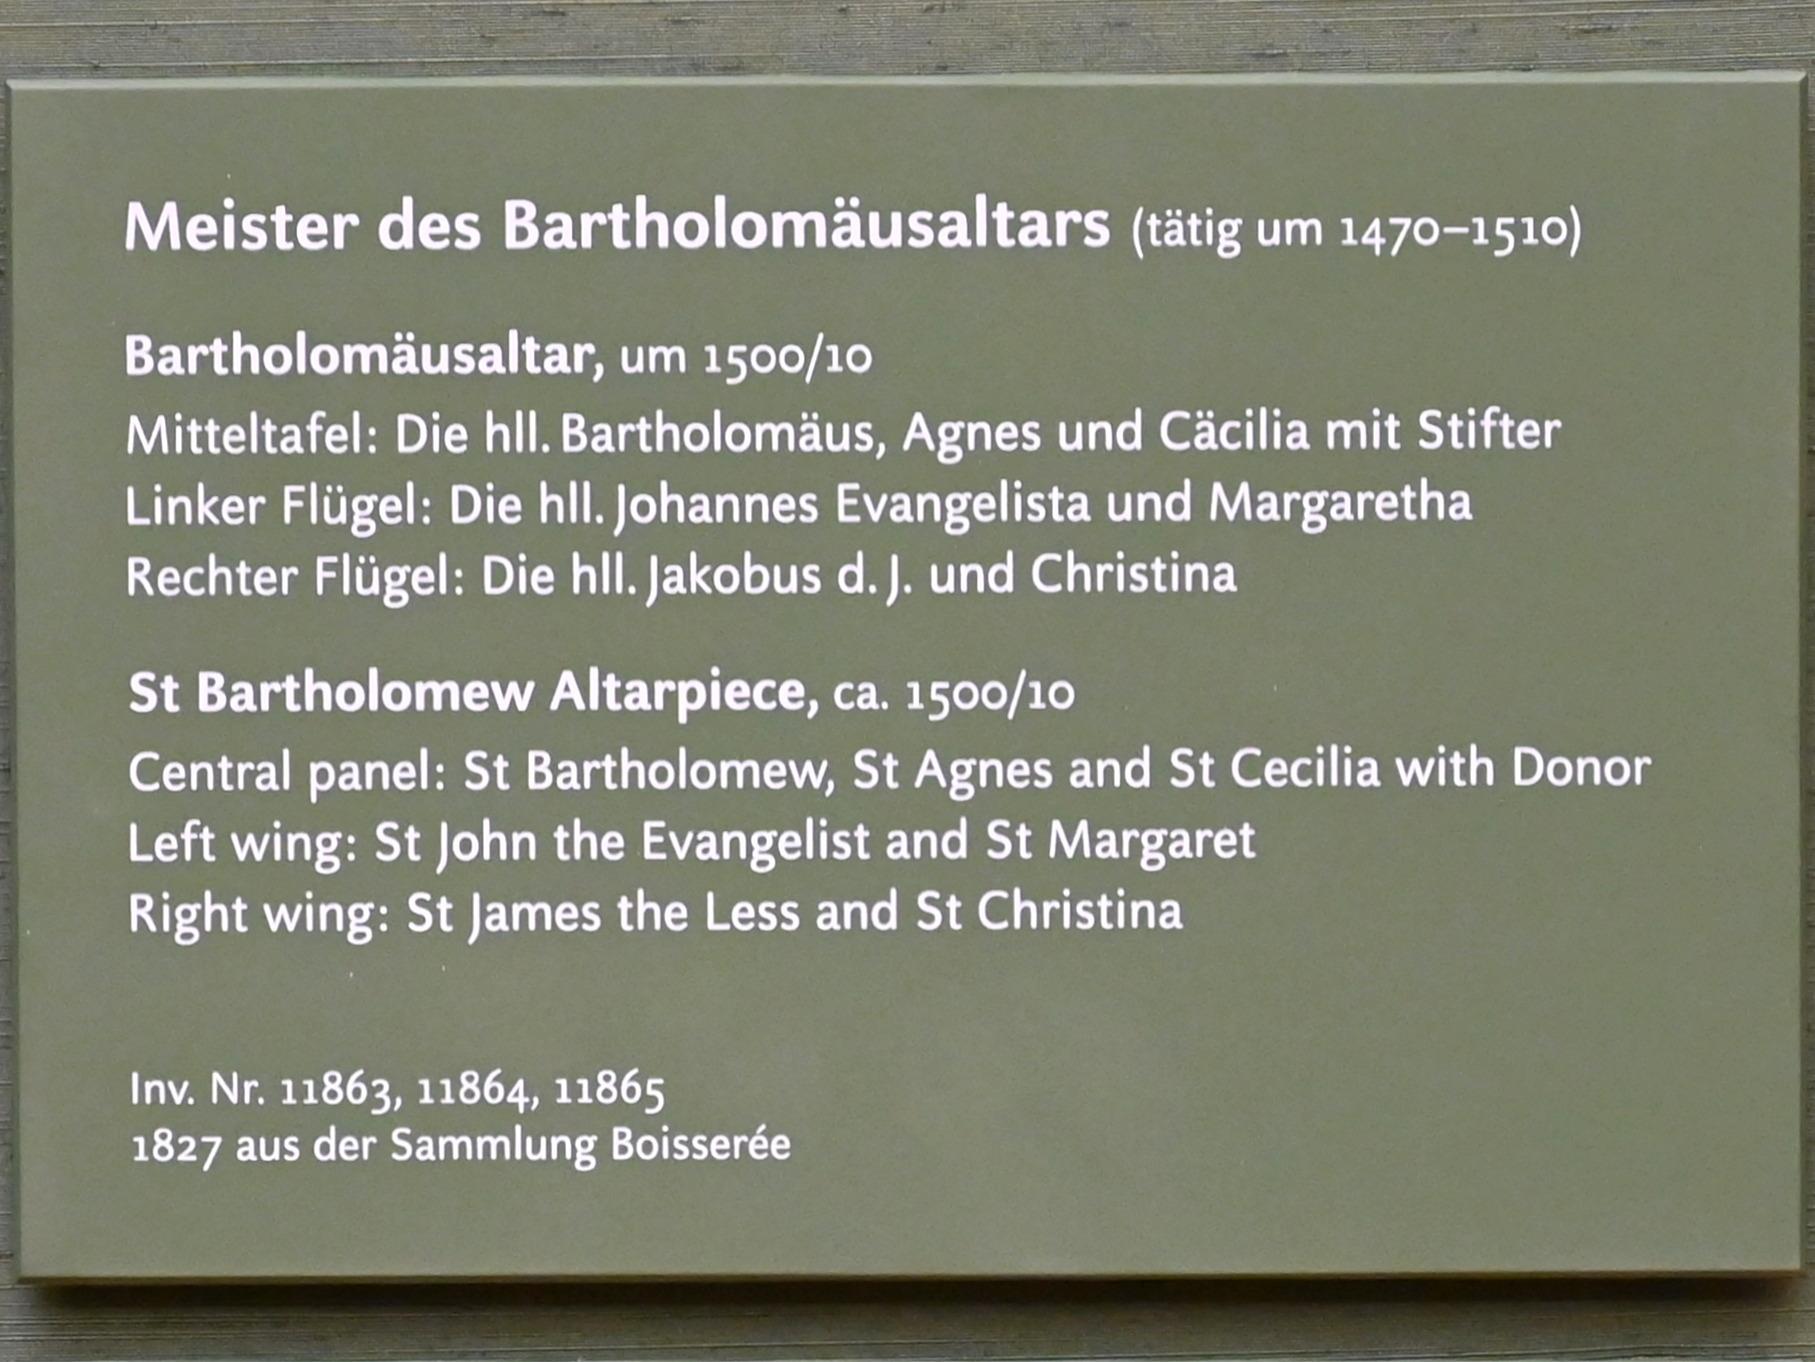 Meister des Bartholomäusaltars (tätig um 1470–1510)
Bartholomäusaltar, um 1500/10
Mitteltafel: Die hll. Bartholomäus, Agnes und Cäcilia mit Stifter
Linker Flügel: Die hll. Johannes Evangelista und Margaretha
Rechter Flügel: Die hll. Jakobus d. J. und Christina
St Bartholomew Altarpiece, ca. 1500/10
Central panel: St Bartholomew, St Agnes and St Cecilia with Donor
Left wing: St John the Evangelist and St Margaret
Right wing: St James the Less and St Christina
Inv. Nr. 11863, 11864, 11865
1827 aus der Sammlung Boisserée